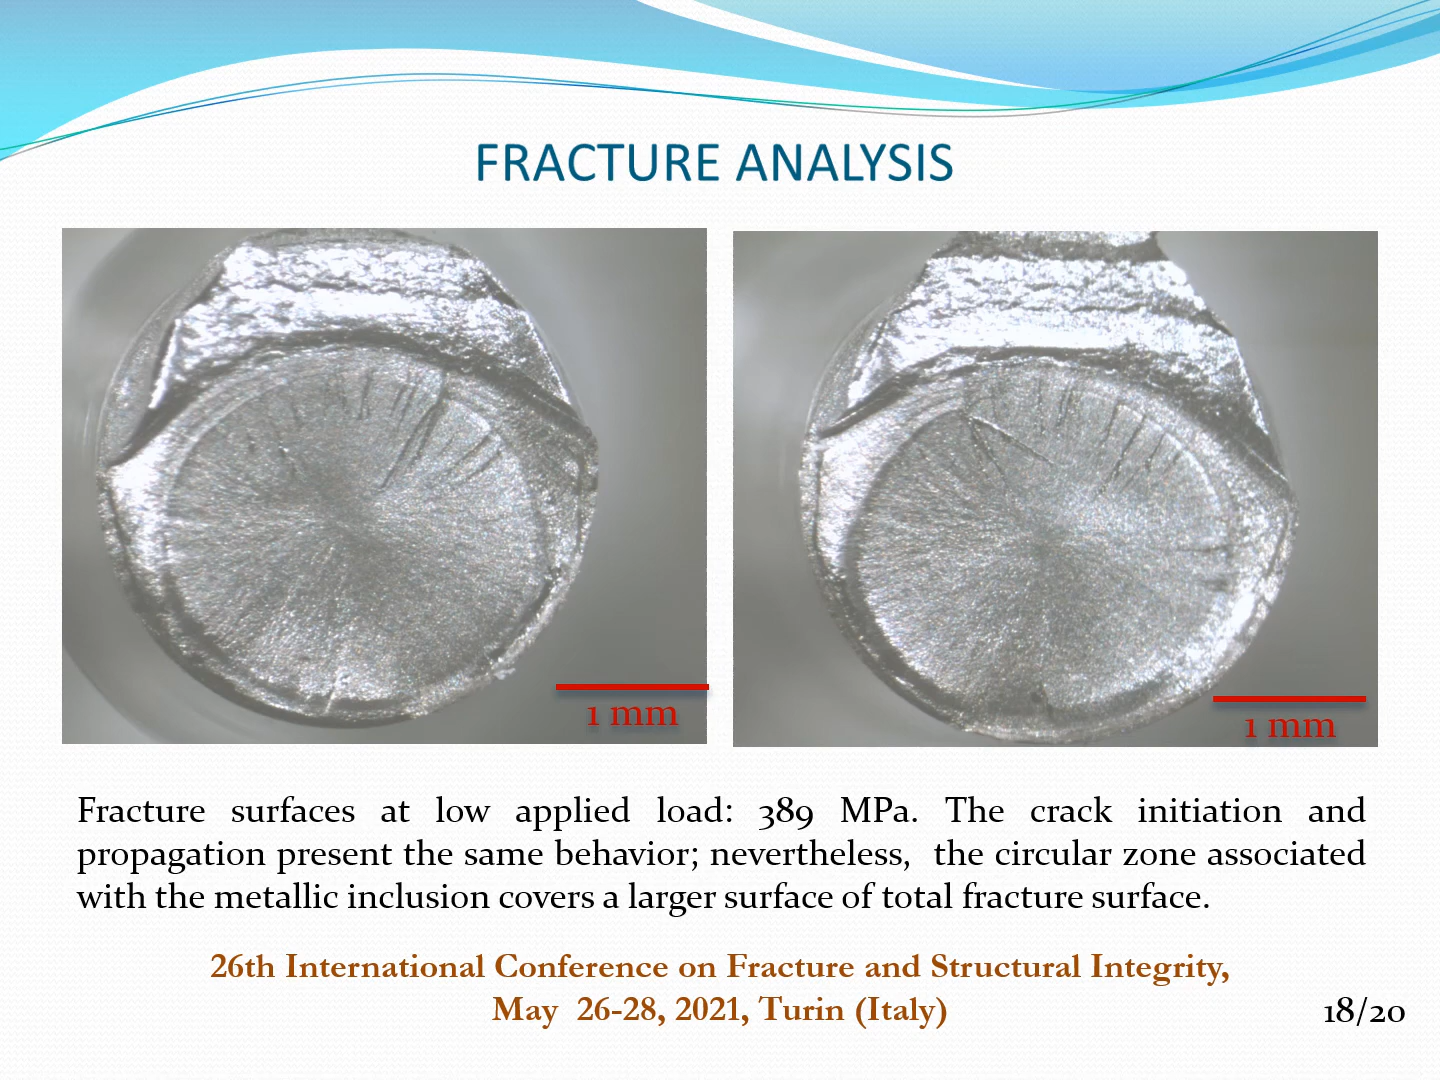 FRACTURE ANALYSIS
1 mm
1 mm
Fracture surfaces at low applied load: 389 MPa. The crack initiation and
propagation present the same behavior; nevertheless, the circular zone associated
with the metallic inclusion covers a larger surface of total fracture surface.
26th International Conference on Fracture and Structural Integrity,
May 26-28, 2021, Turin (Italy)
18/20